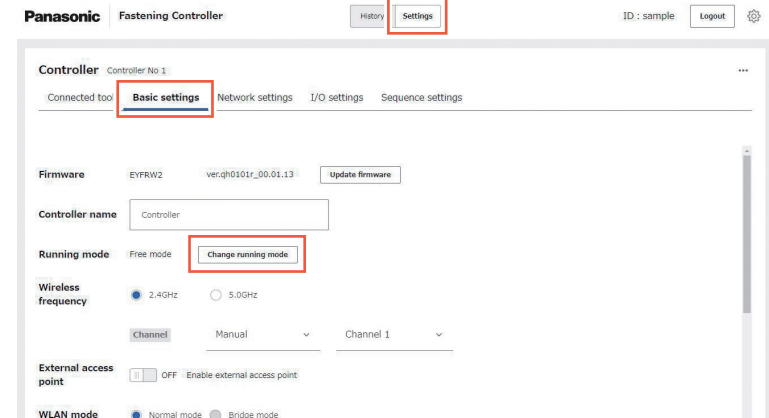 Panasonic Fastening Controller History Settings ID : sample Logout
Controller Controller No 1 ...
Connected tool Basic settings Network settings I/O settings Sequence settings
Firmware EYFRW2 ver.qh0101r_00.01.13 Update firmware
Controller name Controller
Running mode Free mode Change running mode
Wireless
frequency 2.4GHz 5.0GHz
Channel Manual Channel 1
External access
point OFF Enable external access point
WLAN mode Normal mode Bridge mode